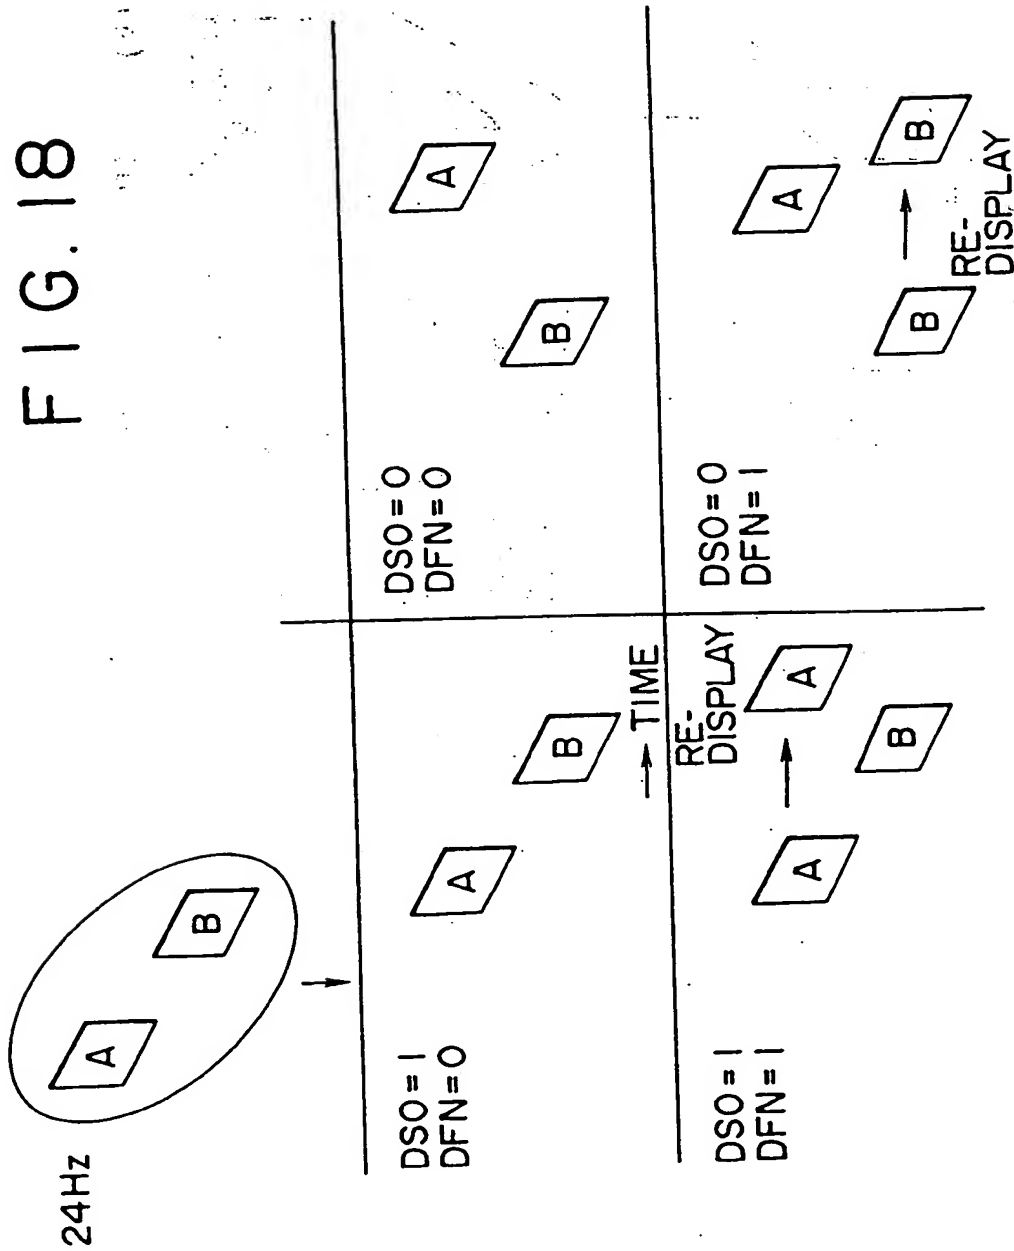 FIG. 18
24Hz
A
B
DSO=1
DFN=0
A
B
TIME
DSO=0
DFN=0
B
A
DSO=1
DFN=1
A
RE-
DISPLAY
A
B
DSO=0
DFN=1
B
A
B
RE-
DISPLAY